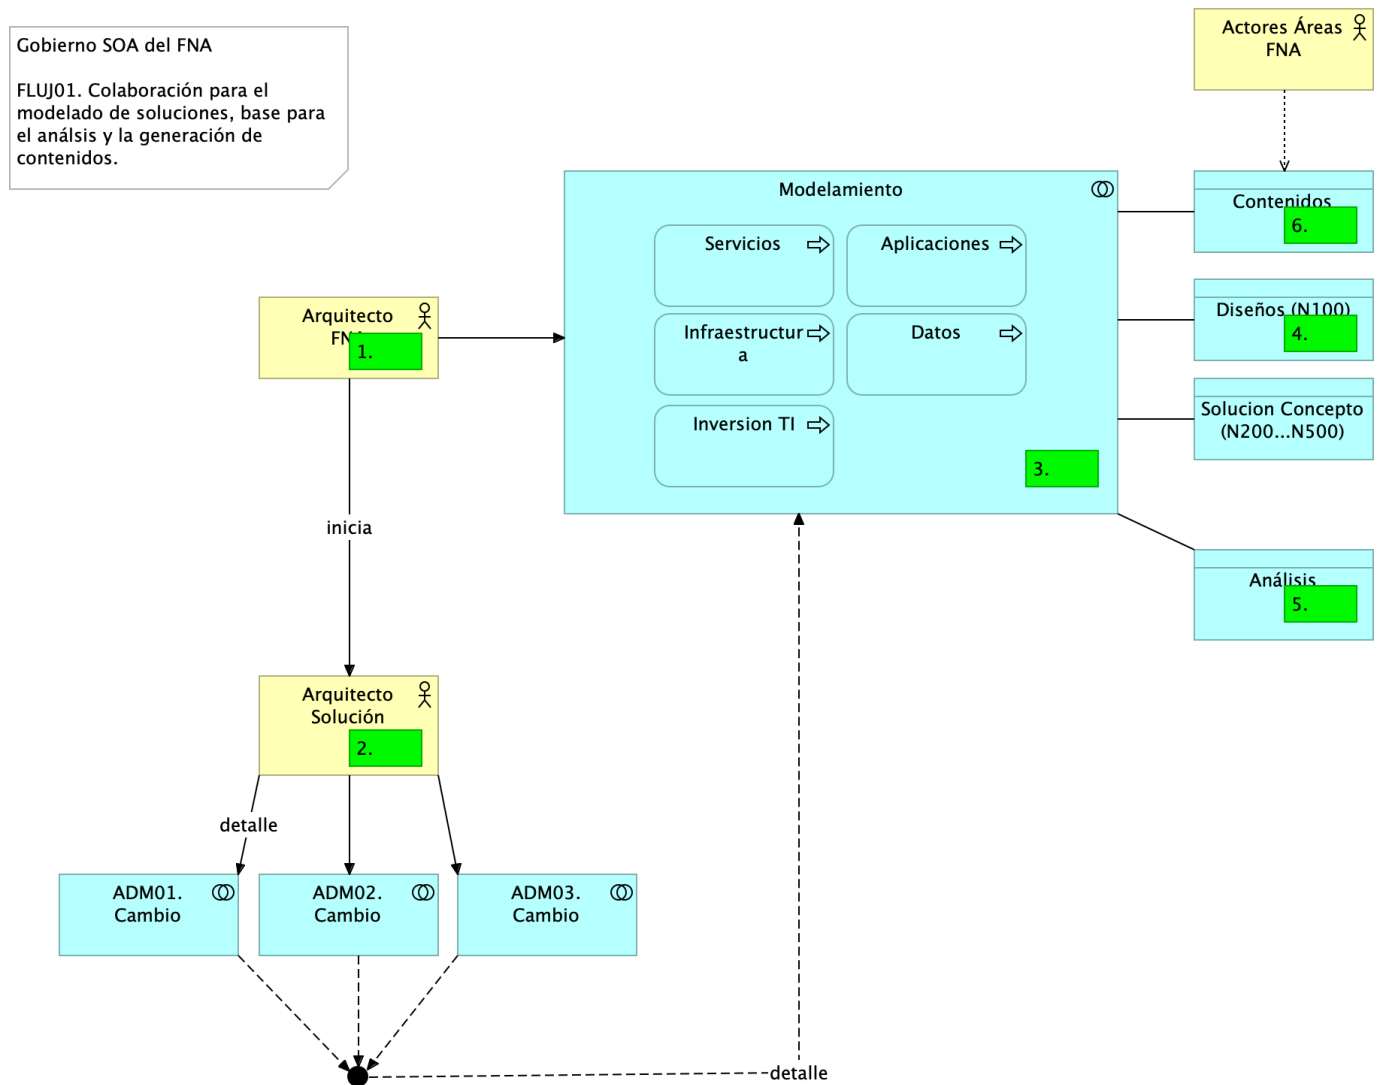 Gobierno SOA del FNA
FLUJ01. Colaboración para el
modelado de soluciones, base para
el análsis y la generación de
contenidos.
Actores Áreas
FNA
Modelamiento
Servicios
Aplicaciones
Infraestructur
a
Datos
Inversion TI
3.
Contenidos
6.
Diseños (N100)
4.
Solucion Concepto
(N200...N500)
Análisis
5.
Arquitecto
FNA
1.
inicia
Arquitecto
Solución
2.
detalle
ADM01.
Cambio
ADM02.
Cambio
ADM03.
Cambio
detalle